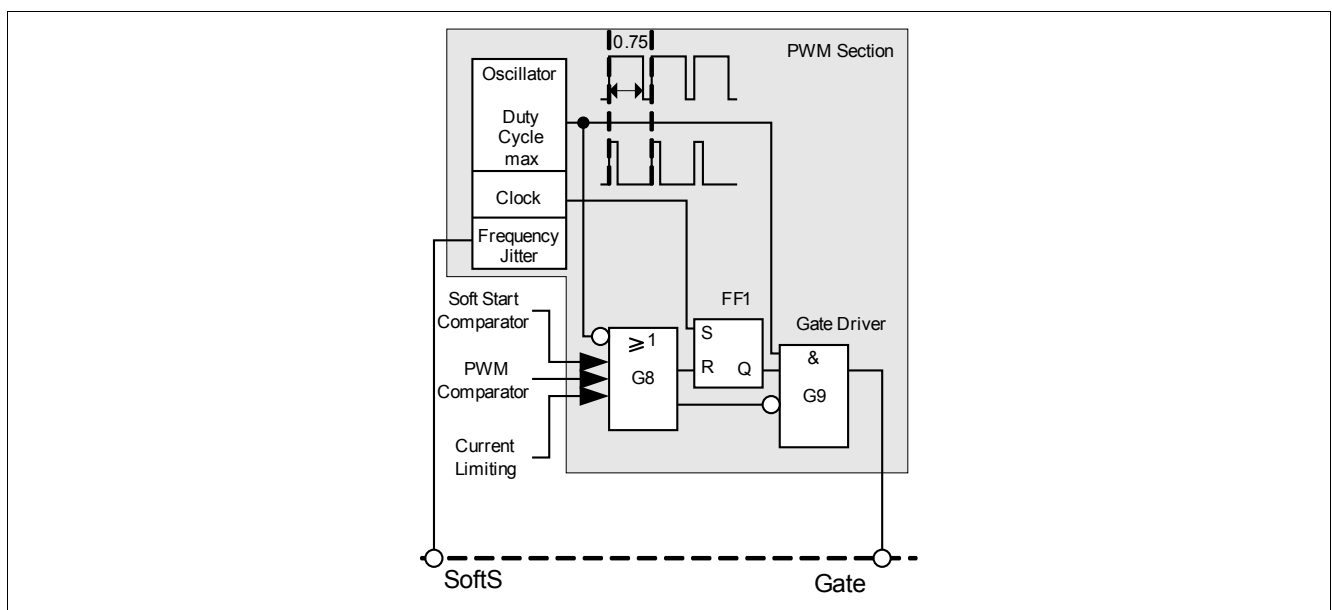 0.75
PWM Section
Oscillator
Duty
Cycle
max
Clock
Frequency
Jitter
Soft Start
Comparator
FF1
Gate Driver
S
≥1
&
R
Q
G8
G9
PWM
Comparator
Current
Limiting
SoftS
Gate